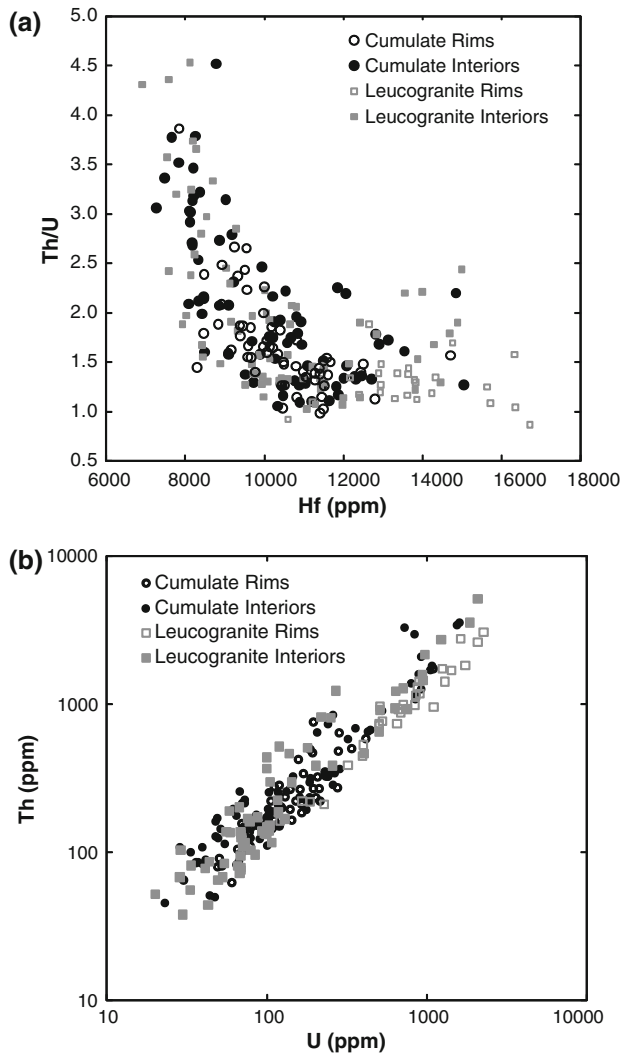 (a)
5.0
4.5
4.0
3.5
3.0
2.5
2.0
1.5
1.0
0.5
Th/U
Cumulate Rims
Cumulate Interiors
Leucogranite Rims
Leucogranite Interiors
6000 8000 10000 12000 14000 16000 18000
Hf (ppm)
(b)
10000
1000
100
10
Th (ppm)
Cumulate Rims
Cumulate Interiors
Leucogranite Rims
Leucogranite Interiors
10 100 1000 10000
U (ppm)